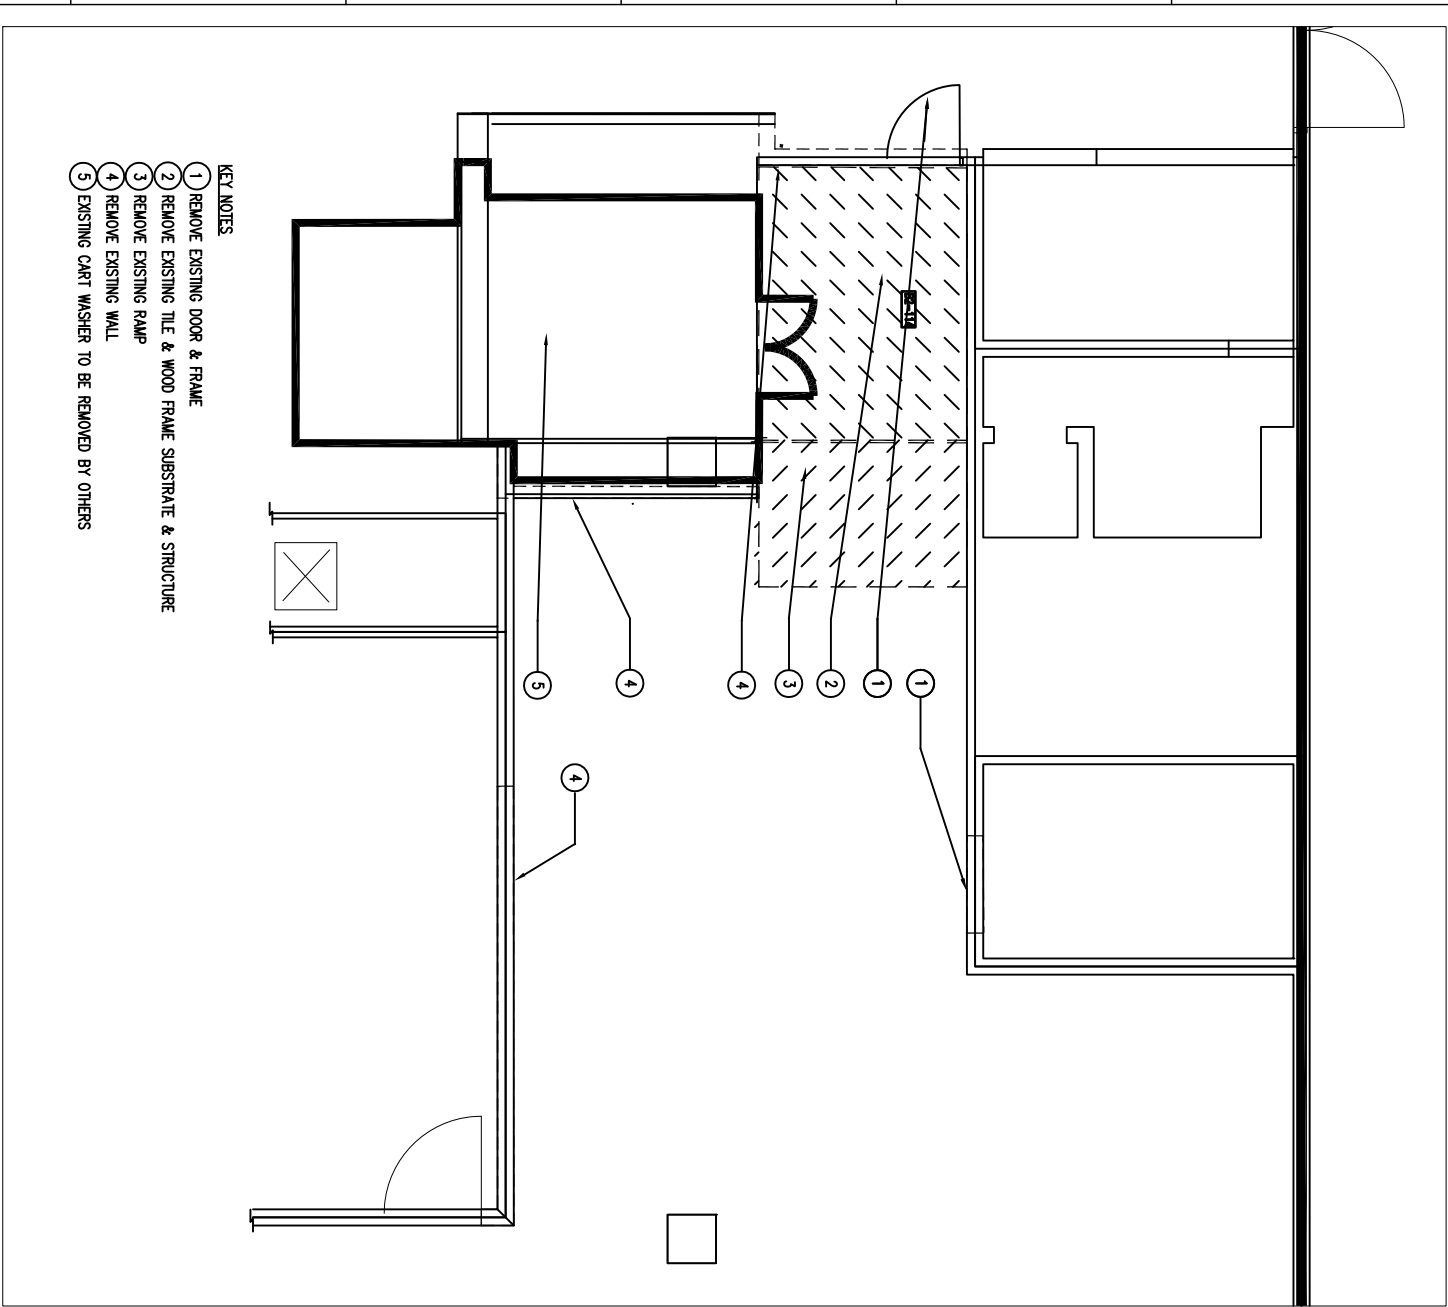 KEY NOTES
1 REMOVE EXISTING DOOR & FRAME
2 REMOVE EXISTING TILE & WOOD FRAME SUBSTRATE & STRUCTURE
3 REMOVE EXISTING RAMP
4 REMOVE EXISTING WALL
5 EXISTING CART WASHER TO BE REMOVED BY OTHERS
1
1
2
3
4
4
5
4